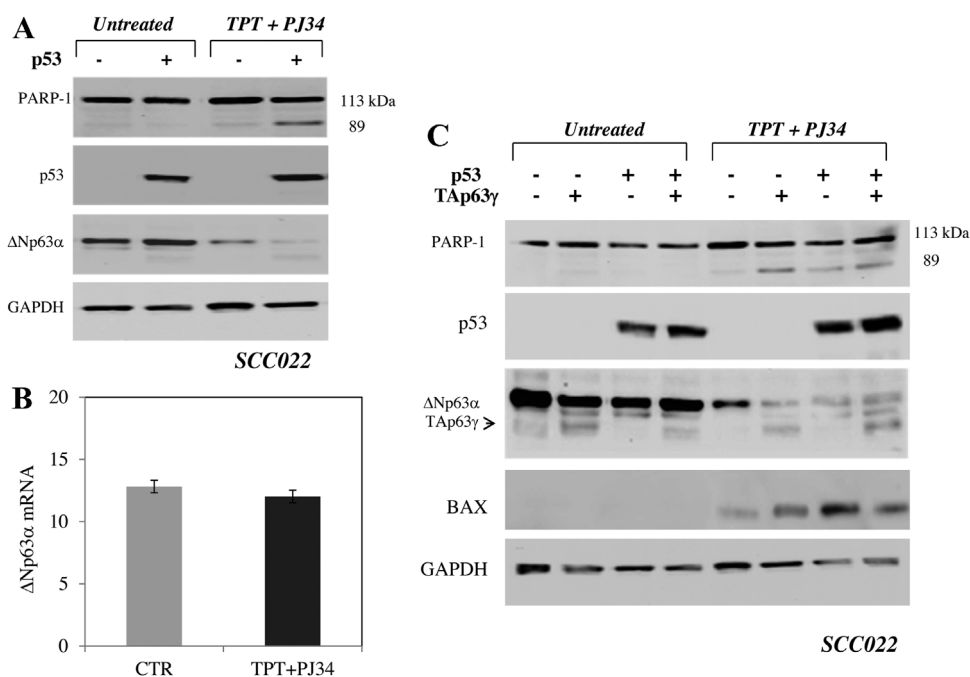 A
Untreated TPT + PJ34
p53 - + - +
PARP-1 113 kDa
89
p53
ΔNp63α
GAPDH
SCC022
B
20
15
10
5
0
ΔNp63α mRNA
CTR TPT+PJ34
C
Untreated TPT + PJ34
p53 - - + + - - + +
TAp63γ - + - + - + - +
PARP-1 113 kDa
89
p53
ΔNp63α
TAp63γ
BAX
GAPDH
SCC022